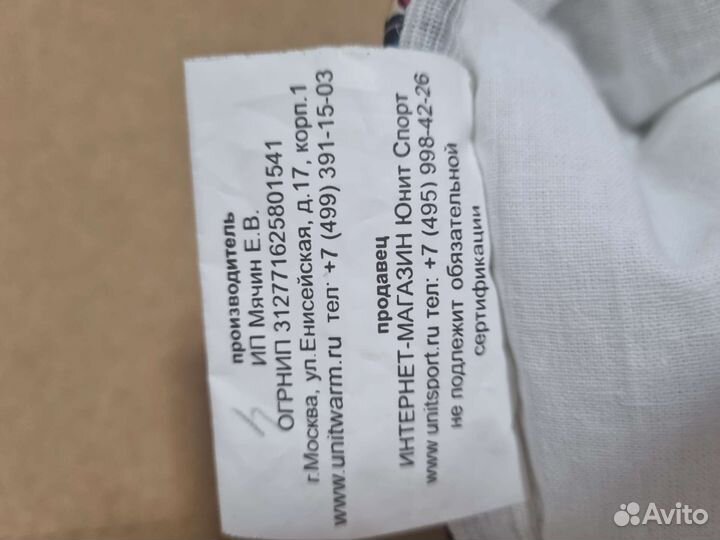 производитель
ИП Мячин Е.В.
ОГРНИП 312771625801541
г.Москва, ул.Енисейская, д.17, корп.1
www.unitwarm.ru тел: +7 (499) 391-15-03
продавец
ИНТЕРНЕТ-МАГАЗИН Юнит Спорт
www unitsport.ru тел: +7 (495) 998-42-26
не подлежит обязательной
сертификации
Avito